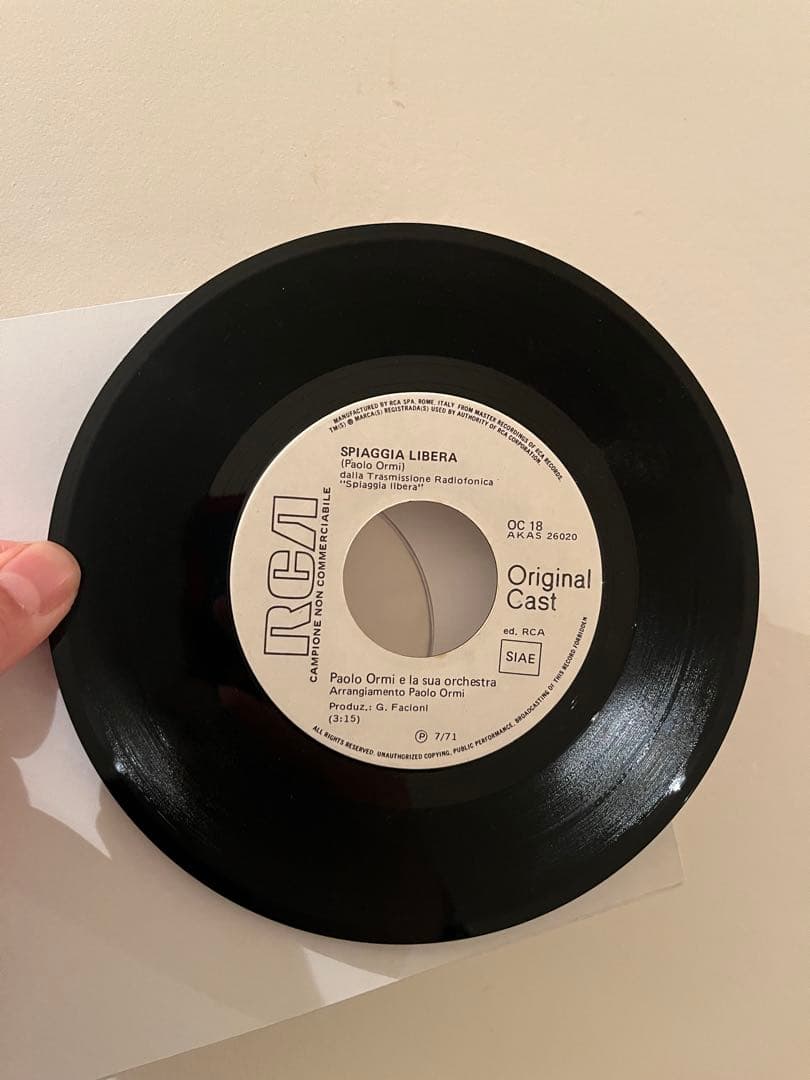 MANUFACTURED BY RCA SPA, ROME, ITALY FROM MASTER RECORDINGS OF RCA RECORDS.
TM(S) ® MARCA(S) REGISTRADA(S) USED BY AUTHORITY OF RCA CORPORATION.
SPIAGGIA LIBERA
(Paolo Ormi)
dalla Trasmissione Radiofonica
"Spiaggia libera"
RCA
CAMPIONE NON COMMERCIABILE
OC 18
AKAS 26020
Original
Cast
ed. RCA
SIAE
Paolo Ormi e la sua orchestra
Arrangiamento Paolo Ormi
Produz.: G. Facioni
(3:15)
Ⓟ 7/71
ALL RIGHTS RESERVED. UNAUTHORIZED COPYING, PUBLIC PERFORMANCE, BROADCASTING OF THIS RECORD FORBIDDEN